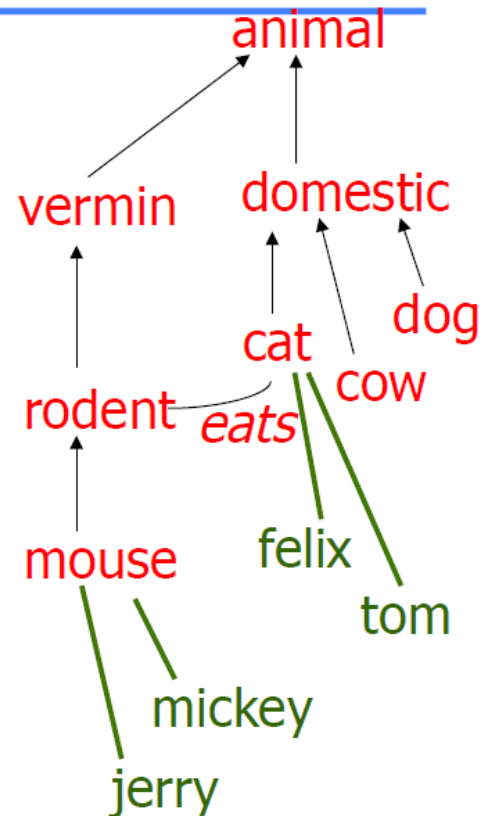 animal
vermin
domestic
dog
cat
cow
rodent
eats
mouse
felix
tom
mickey
jerry